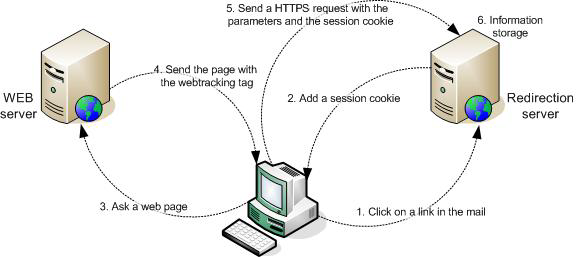 5. Send a HTTPS request with the
parameters and the session cookie
6. Information
storage
4. Send the page with
the webtracking tag
2. Add a session cookie
WEB
server
Redirection
server
3. Ask a web page
1. Click on a link in the mail